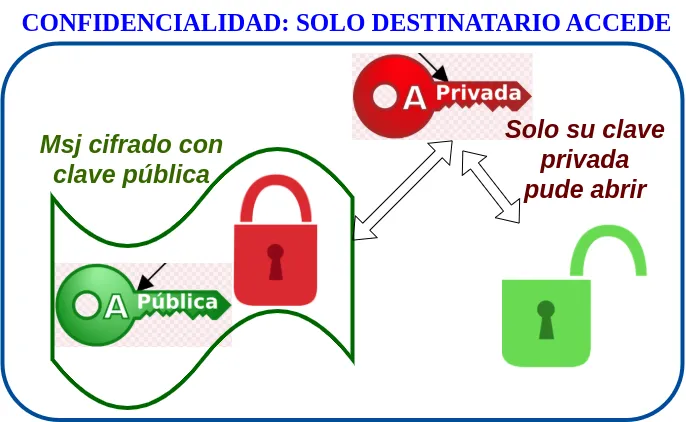 CONFIDENCIALIDAD: SOLO DESTINATARIO ACCEDE
A Privada
Solo su clave
privada
pude abrir
Msj cifrado con
clave pública
A Pública